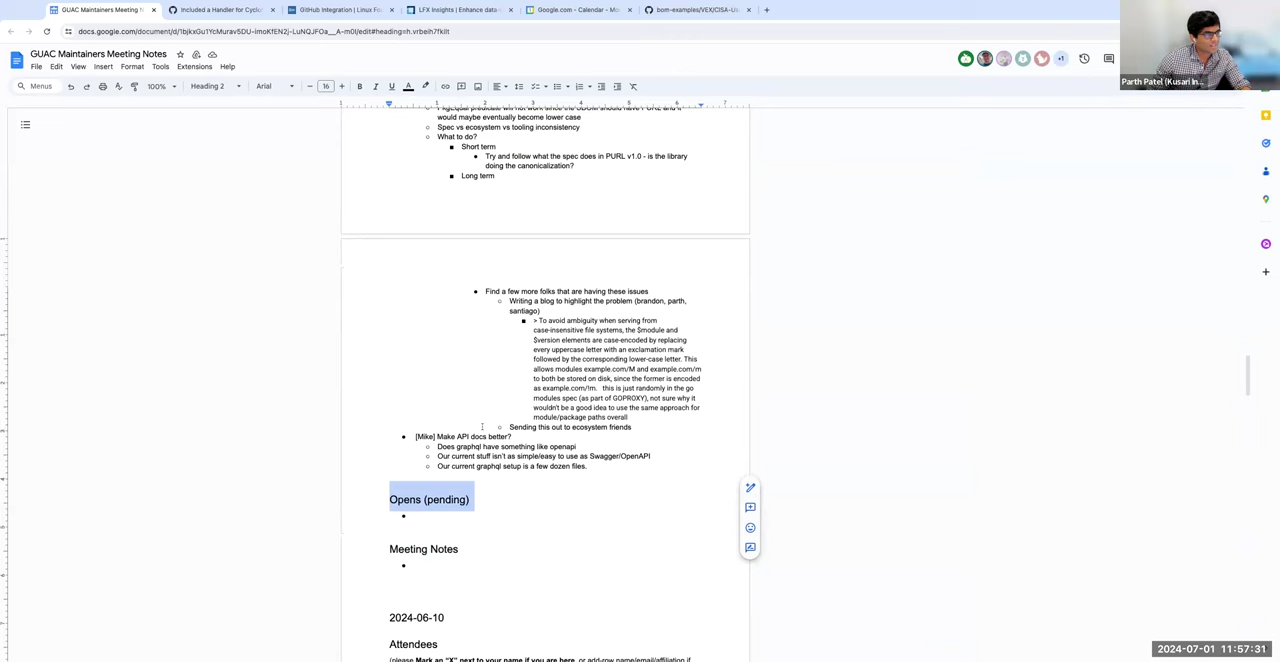 GUAC Maintainers Meeting N
Included a Handler for Cyclo
GitHub Integration | Linux Fo
LFX Insights | Enhance data-
Google.com - Calendar - Mo
bom-examples/VEX/CISA-Us
GUAC Maintainers Meeting Notes
File Edit View Insert Format Tools Extensions Help
+1
Menus 100% Heading 2 Arial 16
would maybe eventually become lower case
Spec vs ecosystem vs tooling inconsistency
What to do?
Short term
Try and follow what the spec does in PURL v1.0 - is the library
doing the canonicalization?
Long term
Find a few more folks that are having these issues
Writing a blog to highlight the problem (brandon, parth,
santiago)
> To avoid ambiguity when serving from
case-insensitive file systems, the $module and
$version elements are case-encoded by replacing
every uppercase letter with an exclamation mark
followed by the corresponding lower-case letter. This
allows modules example.com/M and example.com/m
to both be stored on disk, since the former is encoded
as example.com/!m. this is just randomly in the go
modules spec (as part of GOPROXY), not sure why it
wouldn't be a good idea to use the same approach for
module/package paths overall
Sending this out to ecosystem friends
[Mike] Make API docs better?
Does graphql have something like openapi
Our current stuff isn't as simple/easy to use as Swagger/OpenAPI
Our current graphql setup is a few dozen files.
Opens (pending)
Meeting Notes
2024-06-10
Attendees
(please Mark an "X" next to your name if you are here, or add-row name/email/affiliation if
Parth Patel (Kusari In...
2024-07-01 11:57:31